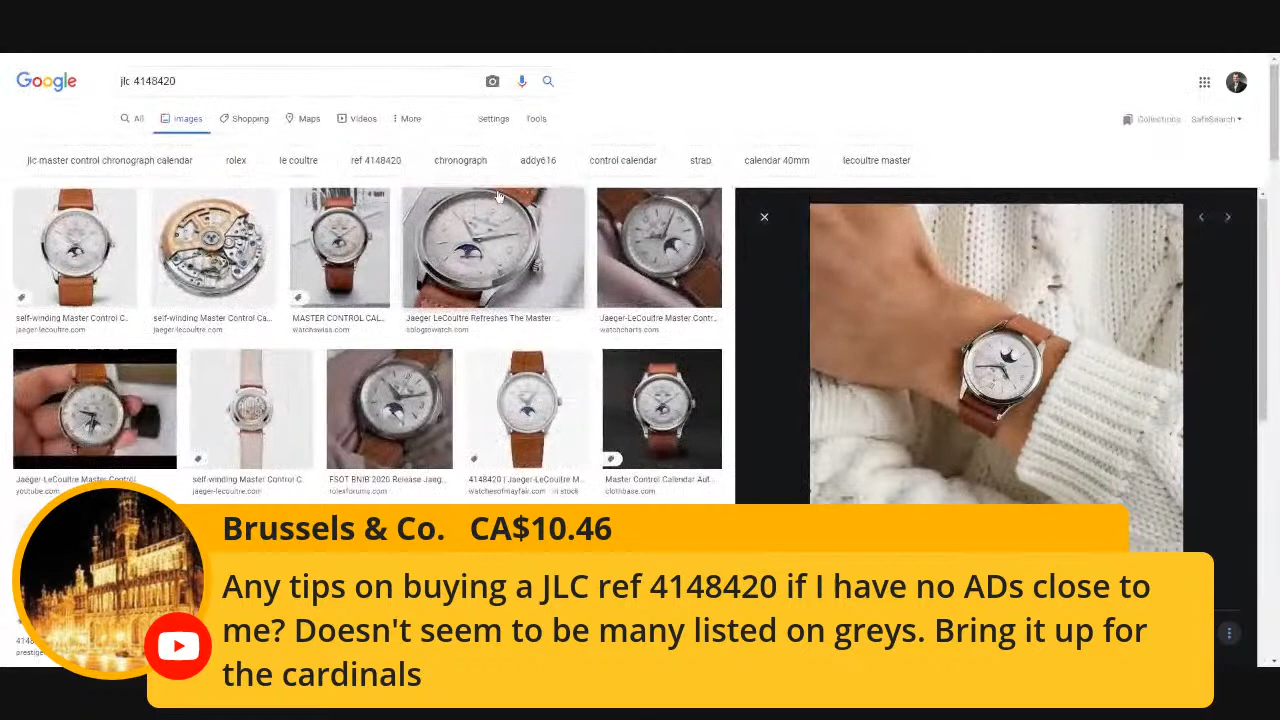 Google
jlc 4148420
All Images Shopping Maps Videos More Settings Tools
Collections SafeSearch
jlc master control chronograph calendar rolex le coultre ref 4148420 chronograph addy616 control calendar strap calendar 40mm lecoultre master
self-winding Master Control C...
jaeger-lecoultre.com
self-winding Master Control Ca...
jaeger-lecoultre.com
MASTER CONTROL CAL...
watchswiss.com
Jaeger LeCoultre Refreshes The Master ...
ablogtowatch.com
Jaeger-LeCoultre Master Contr...
watchcharts.com
Jaeger-LeCoultre Master Control
youtube.com
self-winding Master Control C...
jaeger-lecoultre.com
FSOT BNIB 2020 Release Jaeg...
rolexforums.com
4148420 | Jaeger-LeCoultre M...
watchesofmayfair.com · In stock
Master Control Calendar Aut...
clothbase.com
Brussels & Co. CA$10.46
Any tips on buying a JLC ref 4148420 if I have no ADs close to
me? Doesn't seem to be many listed on greys. Bring it up for
the cardinals